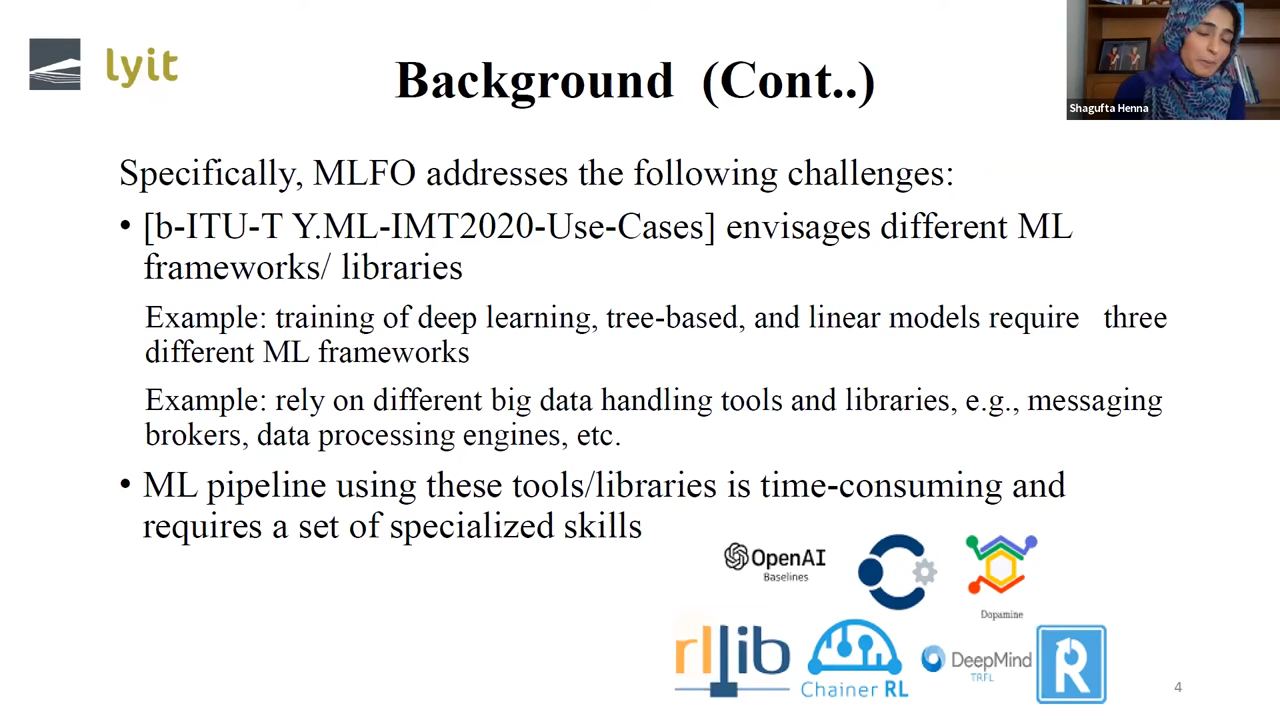 lyit
Background (Cont..)
Shagufta Henna
Specifically, MLFO addresses the following challenges:
• [b-ITU-T Y.ML-IMT2020-Use-Cases] envisages different ML
frameworks/ libraries
Example: training of deep learning, tree-based, and linear models require three
different ML frameworks
Example: rely on different big data handling tools and libraries, e.g., messaging
brokers, data processing engines, etc.
• ML pipeline using these tools/libraries is time-consuming and
requires a set of specialized skills
OpenAI
Baselines
Dopamine
rllib
Chainer RL
DeepMind
TRFL
R
4